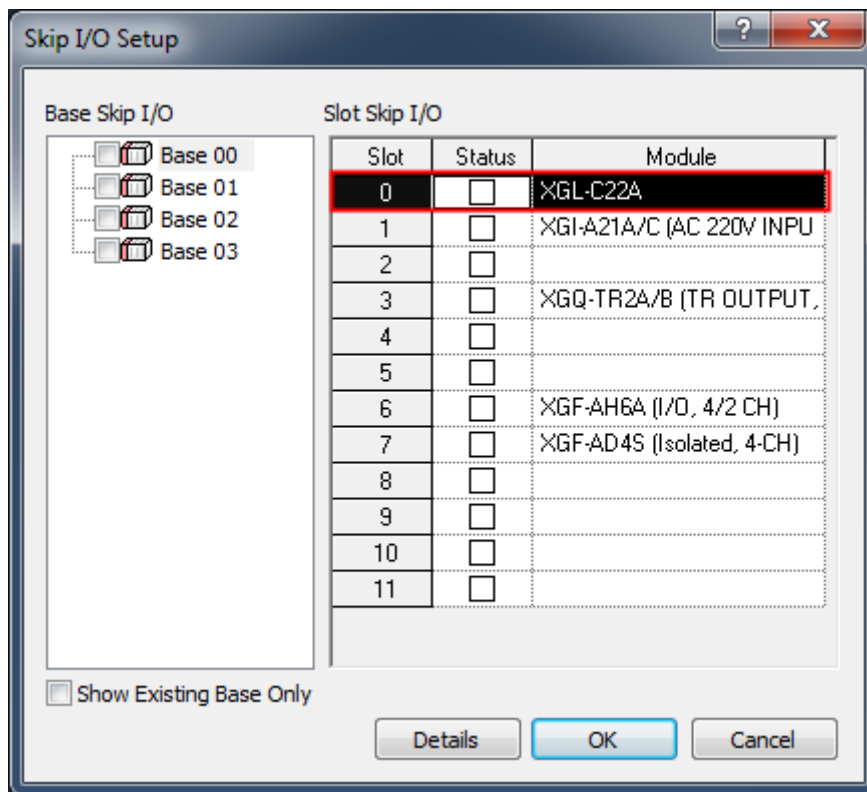 Skip I/O Setup
?
Base Skip I/O
Slot Skip I/O
Base 00
Base 01
Base 02
Base 03
Slot Status Module
0 XGL-C22A
1 XGI-A21A/C (AC 220V INPU
2
3 XGQ-TR2A/B (TR OUTPUT,
4
5
6 XGF-AH6A (I/O, 4/2 CH)
7 XGF-AD4S (Isolated, 4-CH)
8
9
10
11
Show Existing Base Only
Details OK Cancel